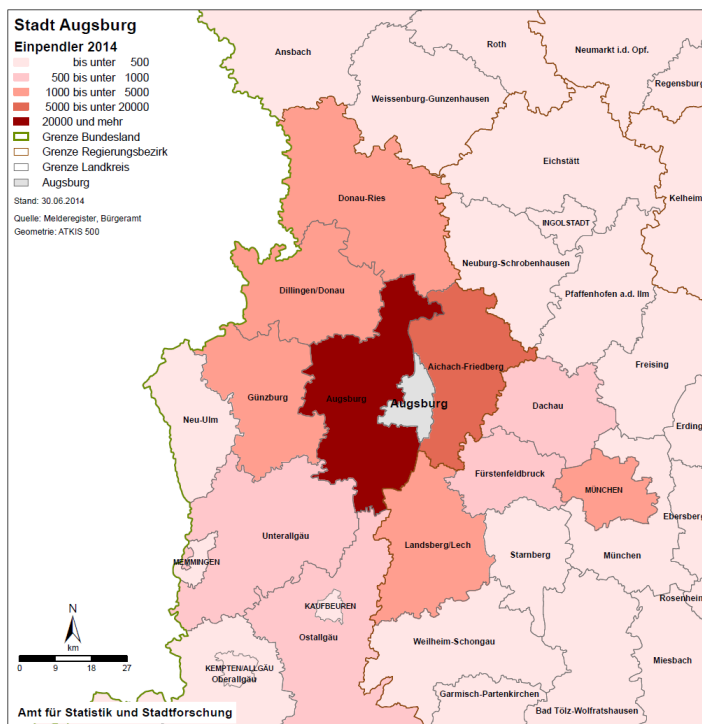 Stadt Augsburg
Einpendler 2014
bis unter 500
500 bis unter 1000
1000 bis unter 5000
5000 bis unter 20000
20000 und mehr
Grenze Bundesland
Grenze Regierungsbezirk
Grenze Landkreis
Augsburg
Stand: 30.06.2014
Quelle: Melderegister, Bürgeramt
Geometrie: ATKIS 500
Ansbach
Roth
Neumarkt i.d. Opf.
Regensburg
Weissenburg-Gunzenhausen
Eichstätt
Kelheim
Donau-Ries
INGOLSTADT
Neuburg-Schrobenhausen
Dillingen/Donau
Pfaffenhofen a.d. Ilm
Aichach-Friedberg
Freising
Günzburg
Augsburg
Augsburg
Dachau
Neu-Ulm
Erding
Fürstenfeldbruck
MÜNCHEN
Ebersberg
Unterallgäu
Landsberg/Lech
Starnberg
München
MEMMINGEN
Rosenheim
KAUFBEUREN
Ostallgäu
Weilheim-Schongau
Miesbach
KEMPTEN/ALLGÄU
Oberallgäu
Garmisch-Partenkirchen
Bad Tölz-Wolfratshausen
N
km
0 9 18 27
Amt für Statistik und Stadtforschung